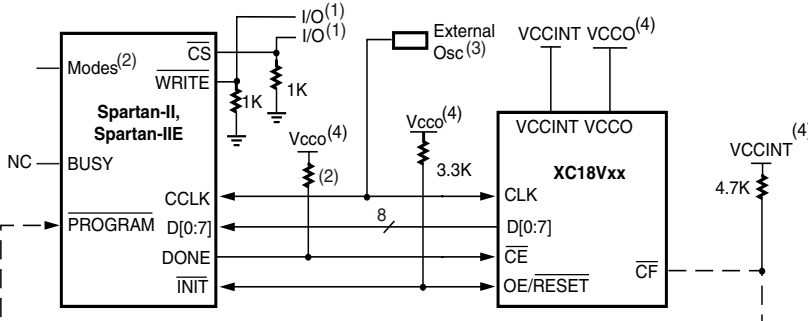 I/O(1)
I/O(1)
External
Osc(3)
VCCINT VCCO(4)
CS
Modes(2)
WRITE
1K
1K
Spartan-II,
Spartan-IIE
Vcco(4)
Vcco(4)
VCCINT VCCO
VCCINT(4)
NC
BUSY
(2)
3.3K
XC18Vxx
4.7K
CCLK
CLK
PROGRAM
D[0:7]
8
D[0:7]
DONE
CE
CF
INIT
OE/RESET